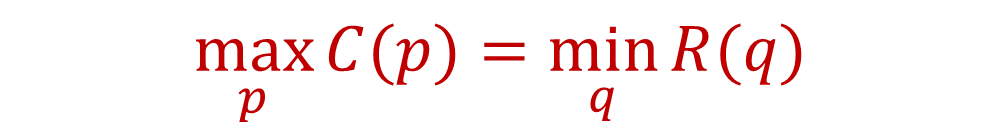 max C(p) = min R(q)
p q